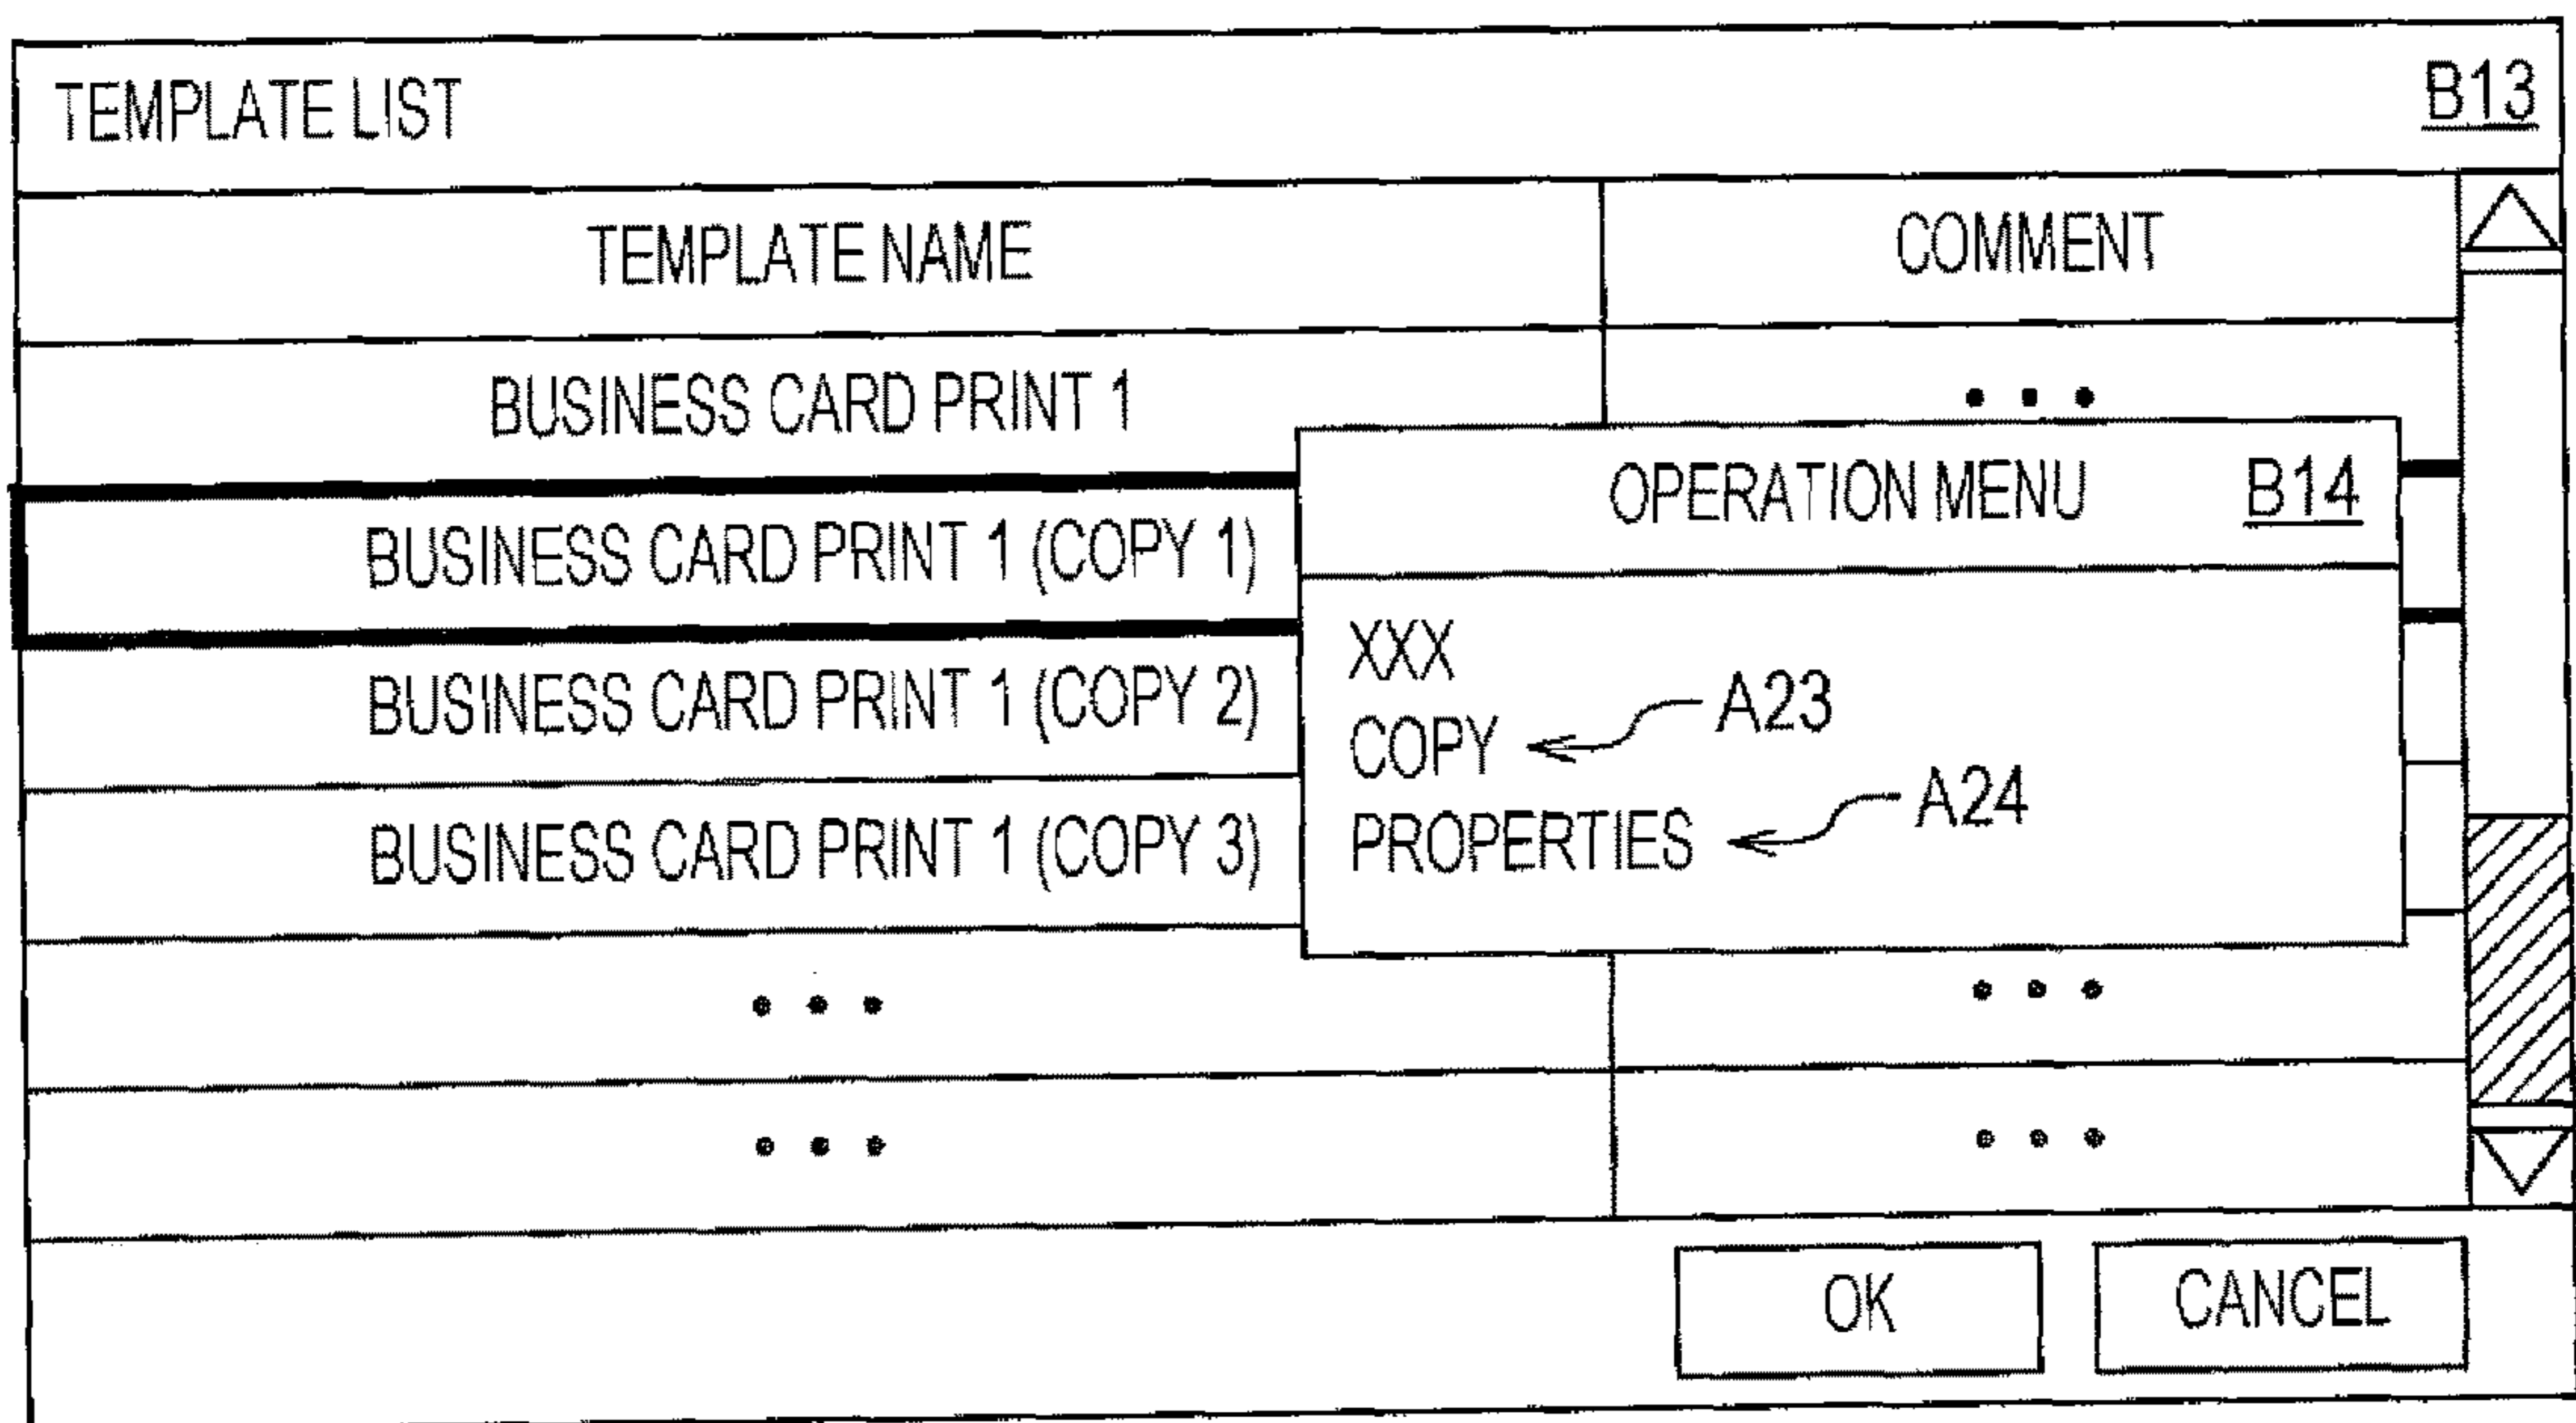 TEMPLATE LIST B13
TEMPLATE NAME COMMENT
BUSINESS CARD PRINT 1 • • •
OPERATION MENU B14
BUSINESS CARD PRINT 1 (COPY 1)
XXX
BUSINESS CARD PRINT 1 (COPY 2)
COPY A23
PROPERTIES A24
BUSINESS CARD PRINT 1 (COPY 3)
• • • • • •
• • • • • •
OK CANCEL